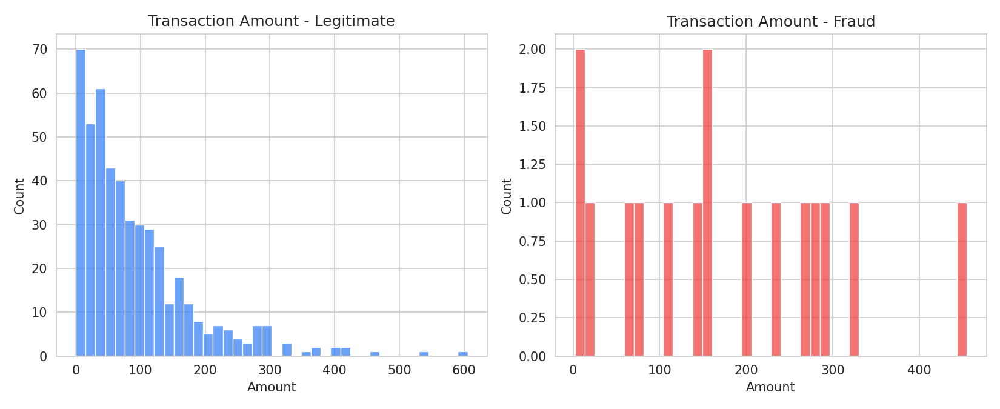 Transaction Amount - Legitimate
70
60
50
40
30
20
10
0
Count
0 100 200 300 400 500 600
Amount
Transaction Amount - Fraud
2.00
1.75
1.50
1.25
1.00
0.75
0.50
0.25
0.00
Count
0 100 200 300 400
Amount